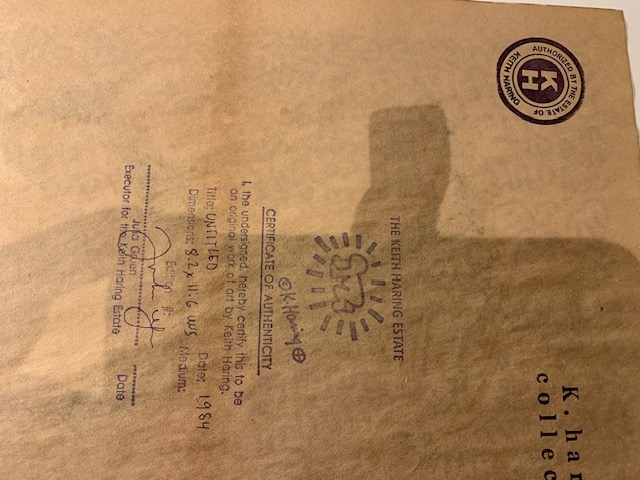 AUTHORIZED BY THE ESTATE OF
KEITH HARING
KH
K. har
collec
THE KEITH HARING ESTATE
© K. Haring ⊕
CERTIFICATE OF AUTHENTICITY
I, the undersigned, hereby certify this to be
an original work of art by Keith Haring.
Title: UNTITLED Date: 1984
Dimensions: 8.2 x 11.6 INS Medium:
Edition #:
Julia Gruen Date
Executor for the Keith Haring Estate